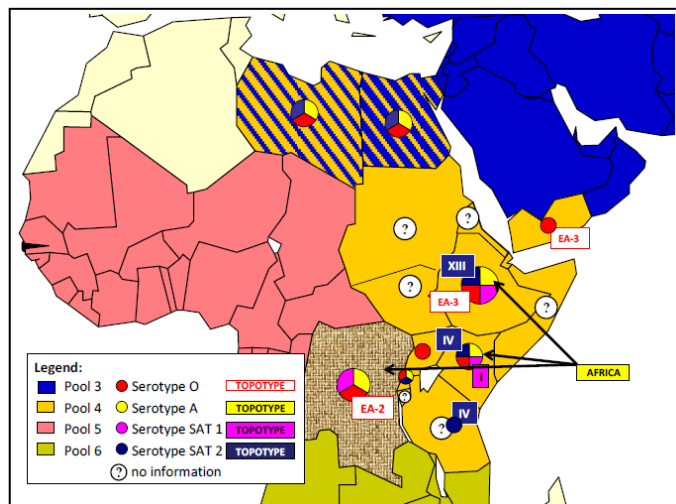 ?
EA-3
?
XIII
?
EA-3
?
IV
AFRICA
I
EA-2
?
IV
?
Legend:
Pool 3 Serotype O TOPOTYPE
Pool 4 Serotype A TOPOTYPE
Pool 5 Serotype SAT 1 TOPOTYPE
Pool 6 Serotype SAT 2 TOPOTYPE
? no information